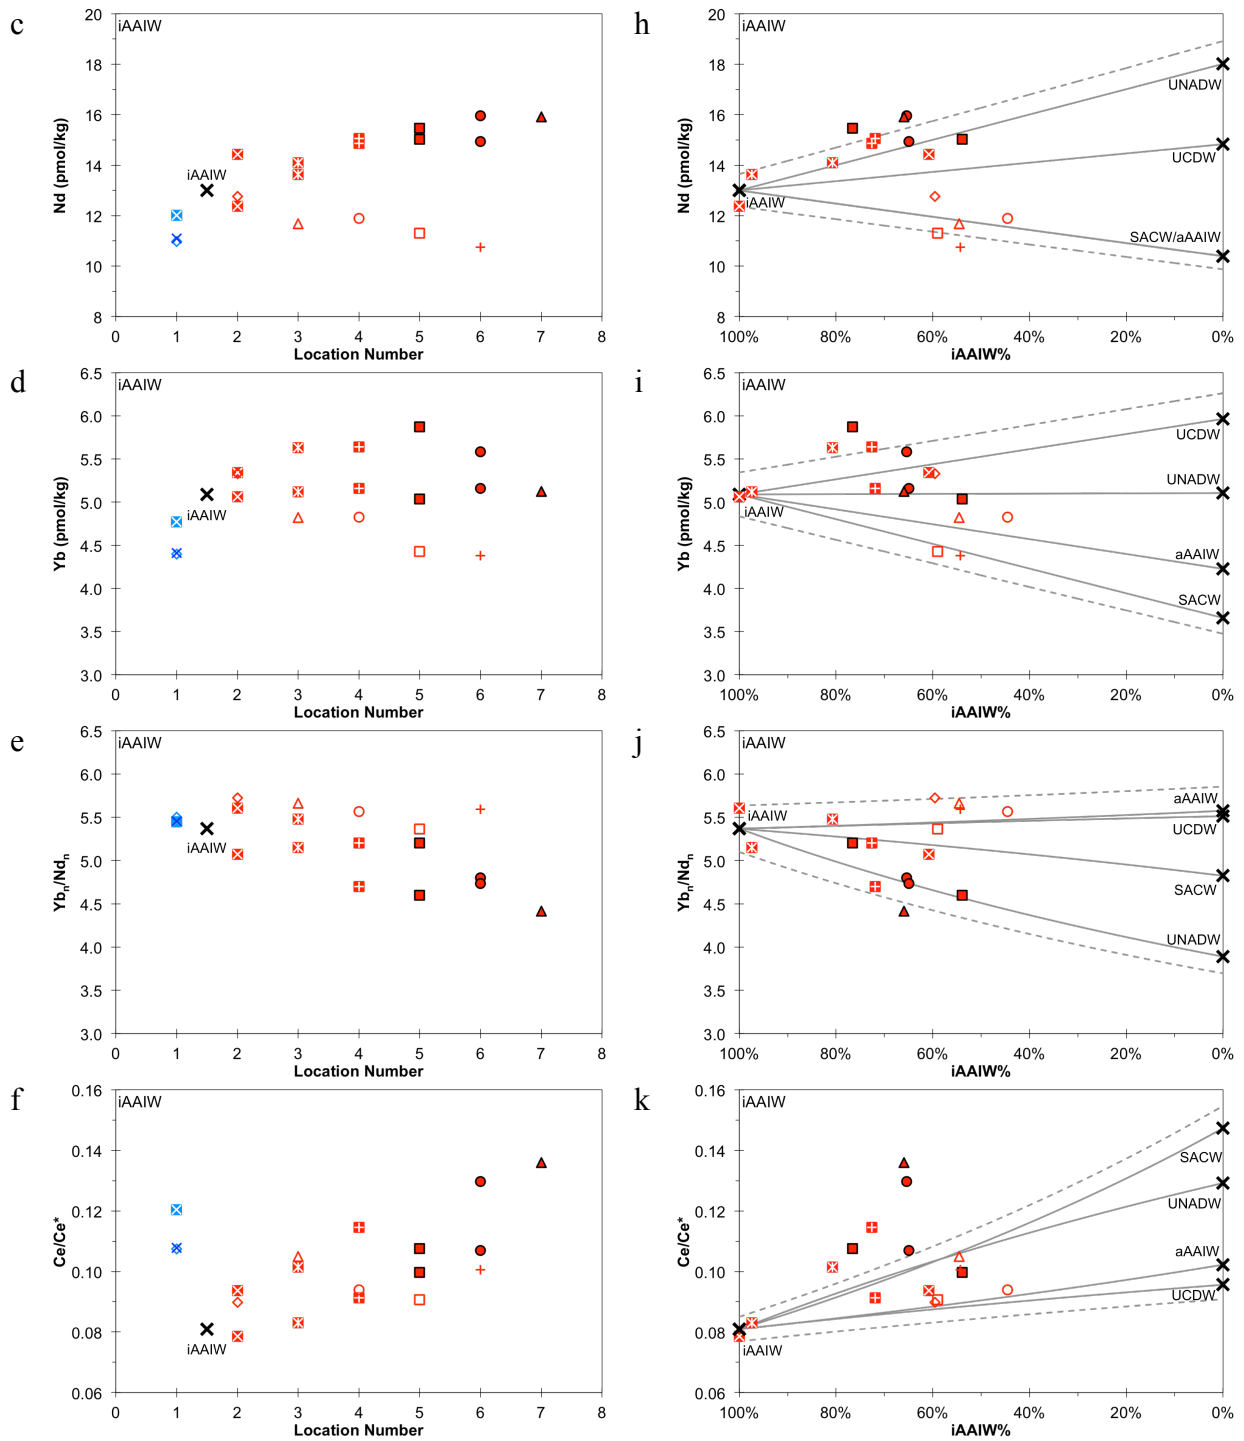 c
iAAIW
Nd (pmol/kg)
20
18
16
14
12
10
8
iAAIW
0 1 2 3 4 5 6 7 8
Location Number
h
iAAIW
Nd (pmol/kg)
20
18
16
14
12
10
8
UNADW
UCDW
iAAIW
SACW/aAAIW
100% 80% 60% 40% 20% 0%
iAAIW%
d
iAAIW
Yb (pmol/kg)
6.5
6.0
5.5
5.0
4.5
4.0
3.5
3.0
iAAIW
0 1 2 3 4 5 6 7 8
Location Number
i
iAAIW
Yb (pmol/kg)
6.5
6.0
5.5
5.0
4.5
4.0
3.5
3.0
UCDW
UNADW
iAAIW
aAAIW
SACW
100% 80% 60% 40% 20% 0%
iAAIW%
e
iAAIW
Ybn/Ndn
6.5
6.0
5.5
5.0
4.5
4.0
3.5
3.0
iAAIW
0 1 2 3 4 5 6 7 8
Location Number
j
iAAIW
Ybn/Ndn
6.5
6.0
5.5
5.0
4.5
4.0
3.5
3.0
aAAIW
iAAIW
UCDW
SACW
UNADW
100% 80% 60% 40% 20% 0%
iAAIW%
f
iAAIW
Ce/Ce*
0.16
0.14
0.12
0.10
0.08
0.06
iAAIW
0 1 2 3 4 5 6 7 8
Location Number
k
iAAIW
Ce/Ce*
0.16
0.14
0.12
0.10
0.08
0.06
SACW
UNADW
aAAIW
UCDW
iAAIW
100% 80% 60% 40% 20% 0%
iAAIW%